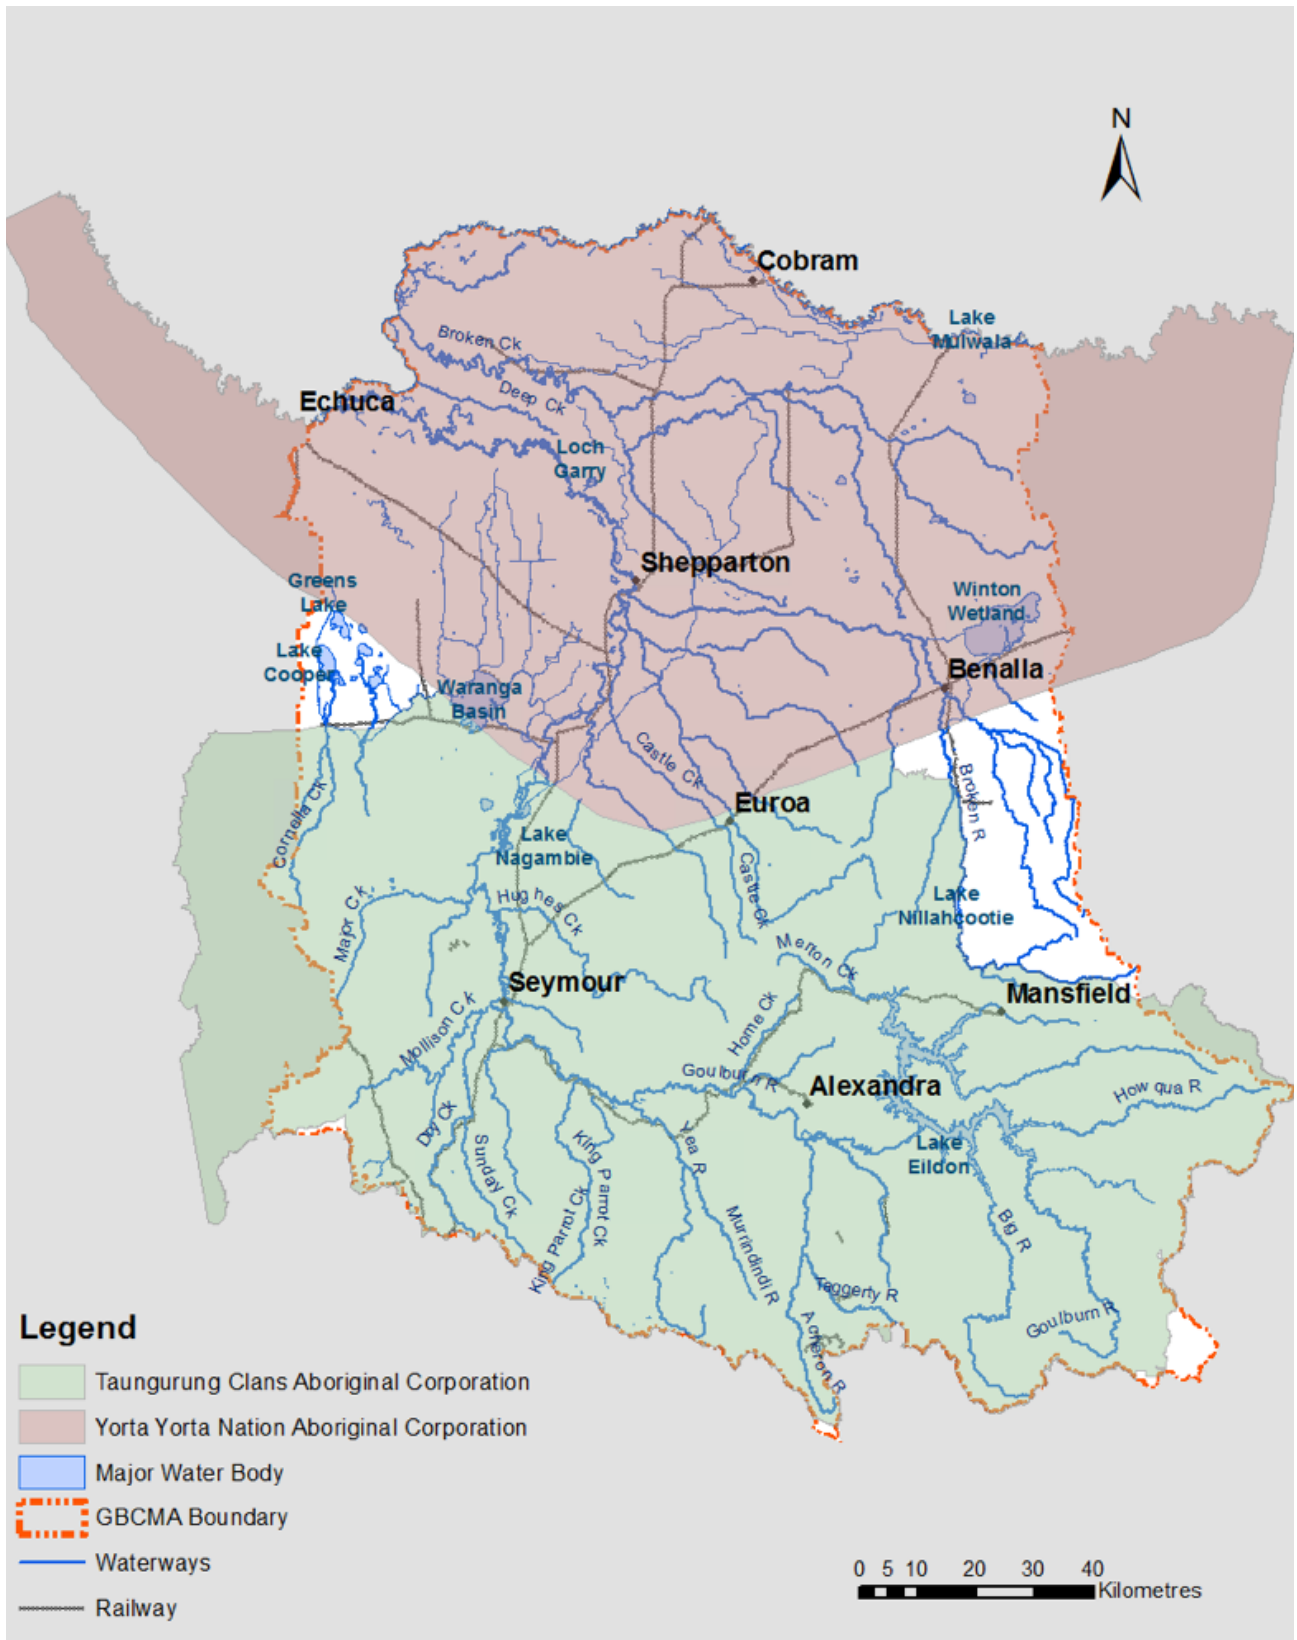 N
Cobram
Lake
Mulwala
Broken Ck
Deep Ck
Echuca
Loch
Garry
Shepparton
Greens
Lake
Winton
Wetland
Lake
Cooper
Benalla
Waranga
Basin
Castle Ck
Broken R
Cornella Ck
Euroa
Lake
Nagambie
Castle Ck
Major Ck
Hughes Ck
Lake
Nillahcootie
Merton Ck
Seymour
Mansfield
Mollison Ck
Home Ck
Goulburn R
Alexandra
How qua R
Dry Ck
Sunday Ck
King Parrot Ck
King Parrot Ck
Yea R
Lake
Eildon
Murrindindi R
Big R
Taggerty R
Goulburn R
Acheron R
Legend
Taungurung Clans Aboriginal Corporation
Yorta Yorta Nation Aboriginal Corporation
Major Water Body
GBCMA Boundary
Waterways
Railway
0 5 10 20 30 40
Kilometres